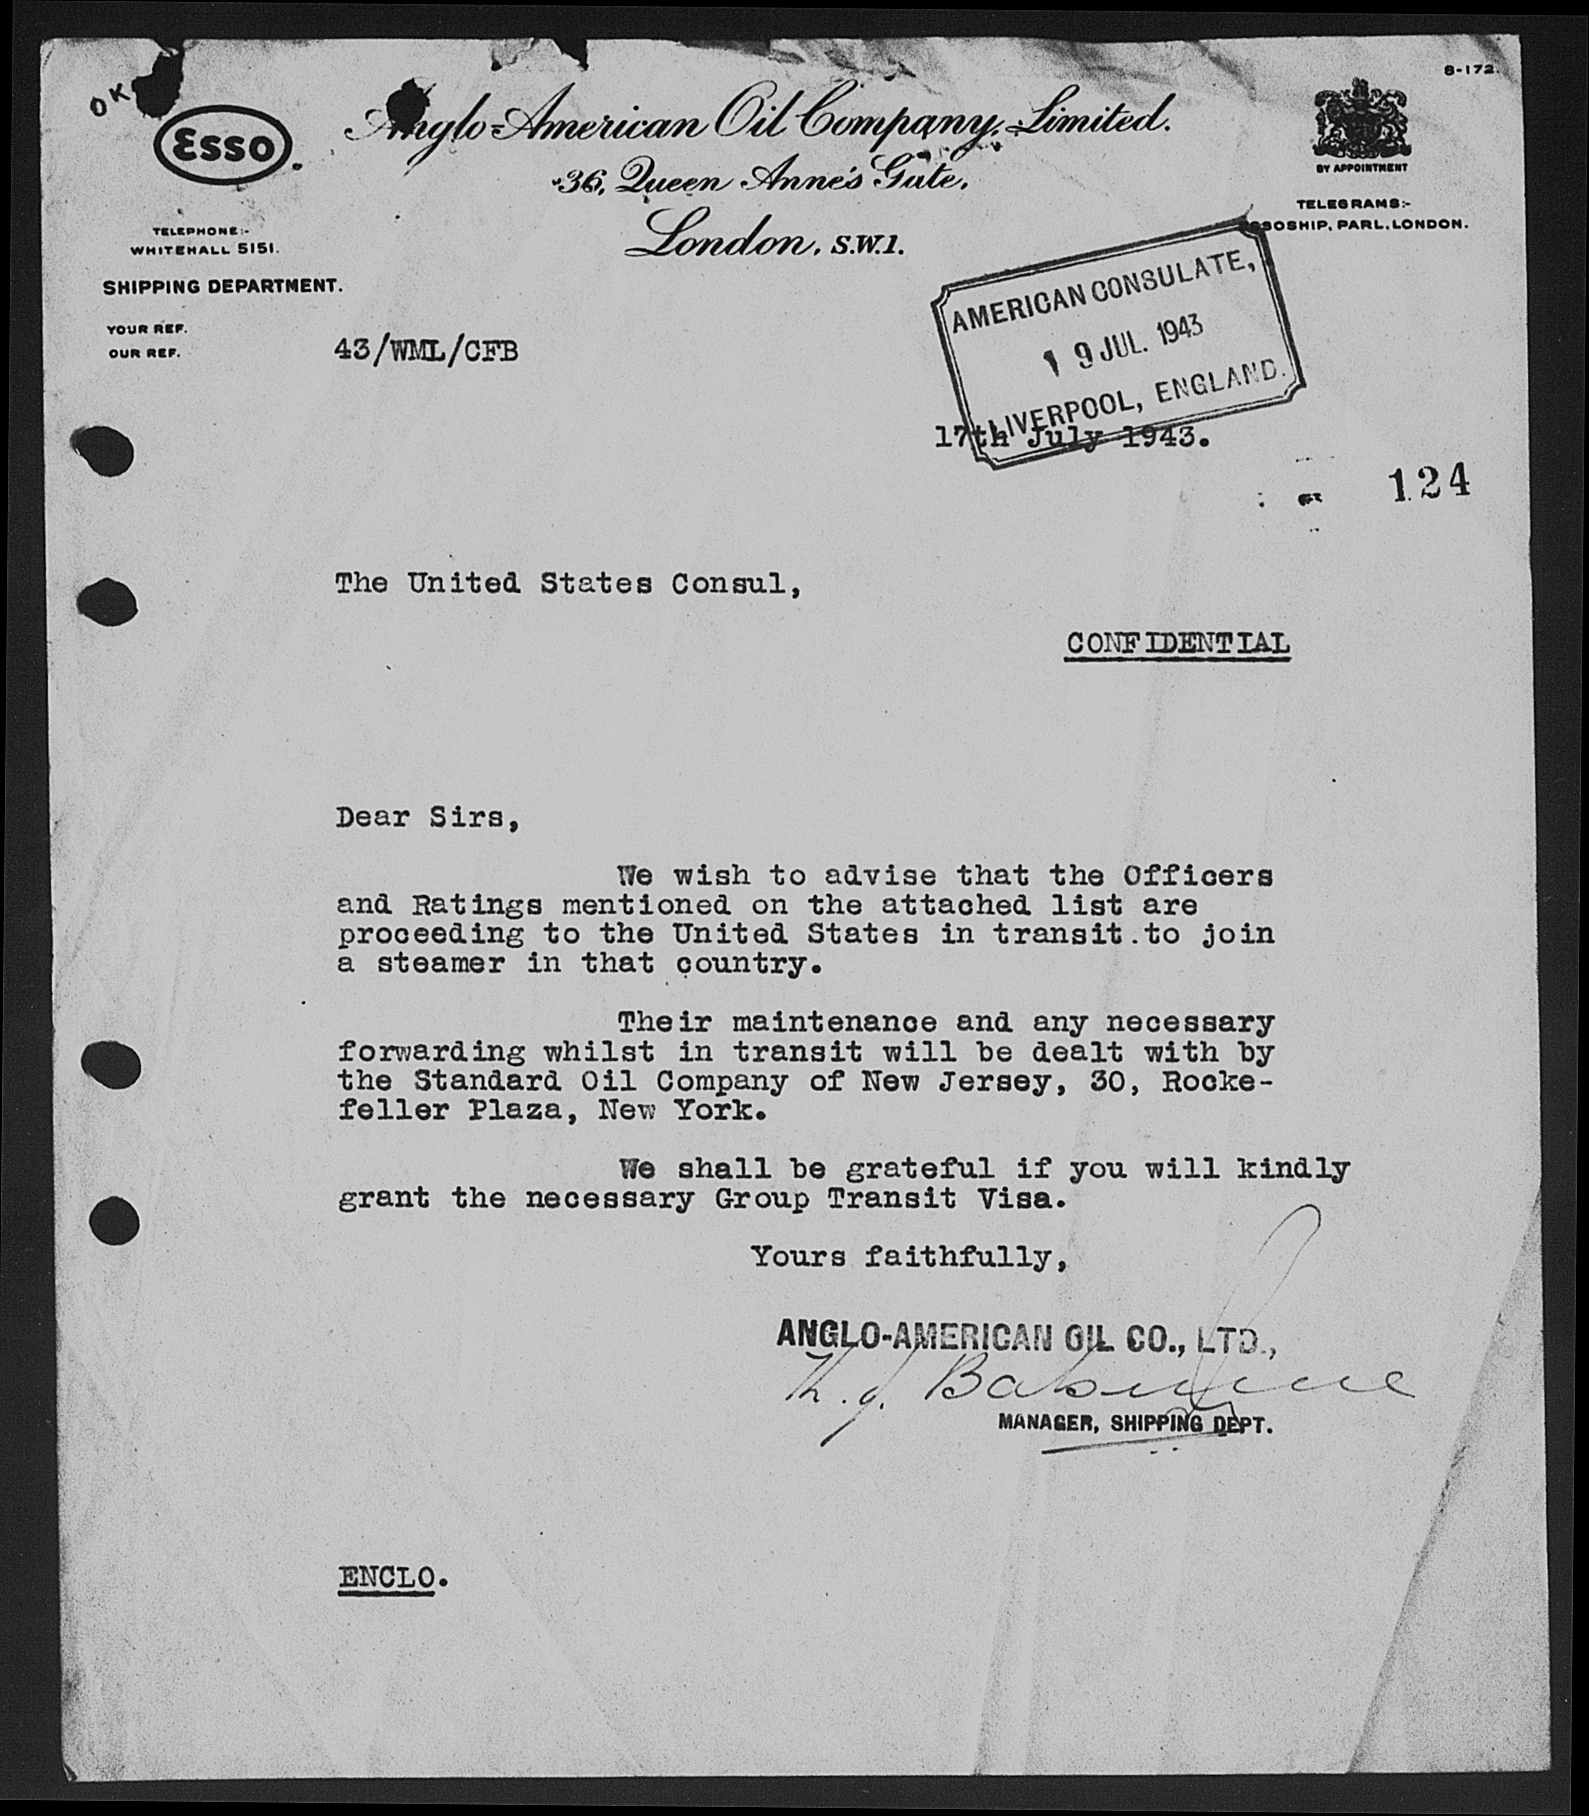 OK
8-172.
Esso
Anglo-American Oil Company, Limited.
36, Queen Anne's Gate,
London, S.W.1.
BY APPOINTMENT
TELEPHONE:-
WHITEHALL 5151.
TELEGRAMS:-
ESSOSHIP, PARL, LONDON.
SHIPPING DEPARTMENT.
YOUR REF.
OUR REF.
43/WML/CFB
AMERICAN CONSULATE,
19 JUL. 1943
LIVERPOOL, ENGLAND.
17th July 1943.
124
The United States Consul,
CONFIDENTIAL
Dear Sirs,
We wish to advise that the Officers
and Ratings mentioned on the attached list are
proceeding to the United States in transit.to join
a steamer in that country.
Their maintenance and any necessary
forwarding whilst in transit will be dealt with by
the Standard Oil Company of New Jersey, 30, Rocke-
feller Plaza, New York.
We shall be grateful if you will kindly
grant the necessary Group Transit Visa.
Yours faithfully,
ANGLO-AMERICAN OIL CO., LTD.,
MANAGER, SHIPPING DEPT.
ENCLO.